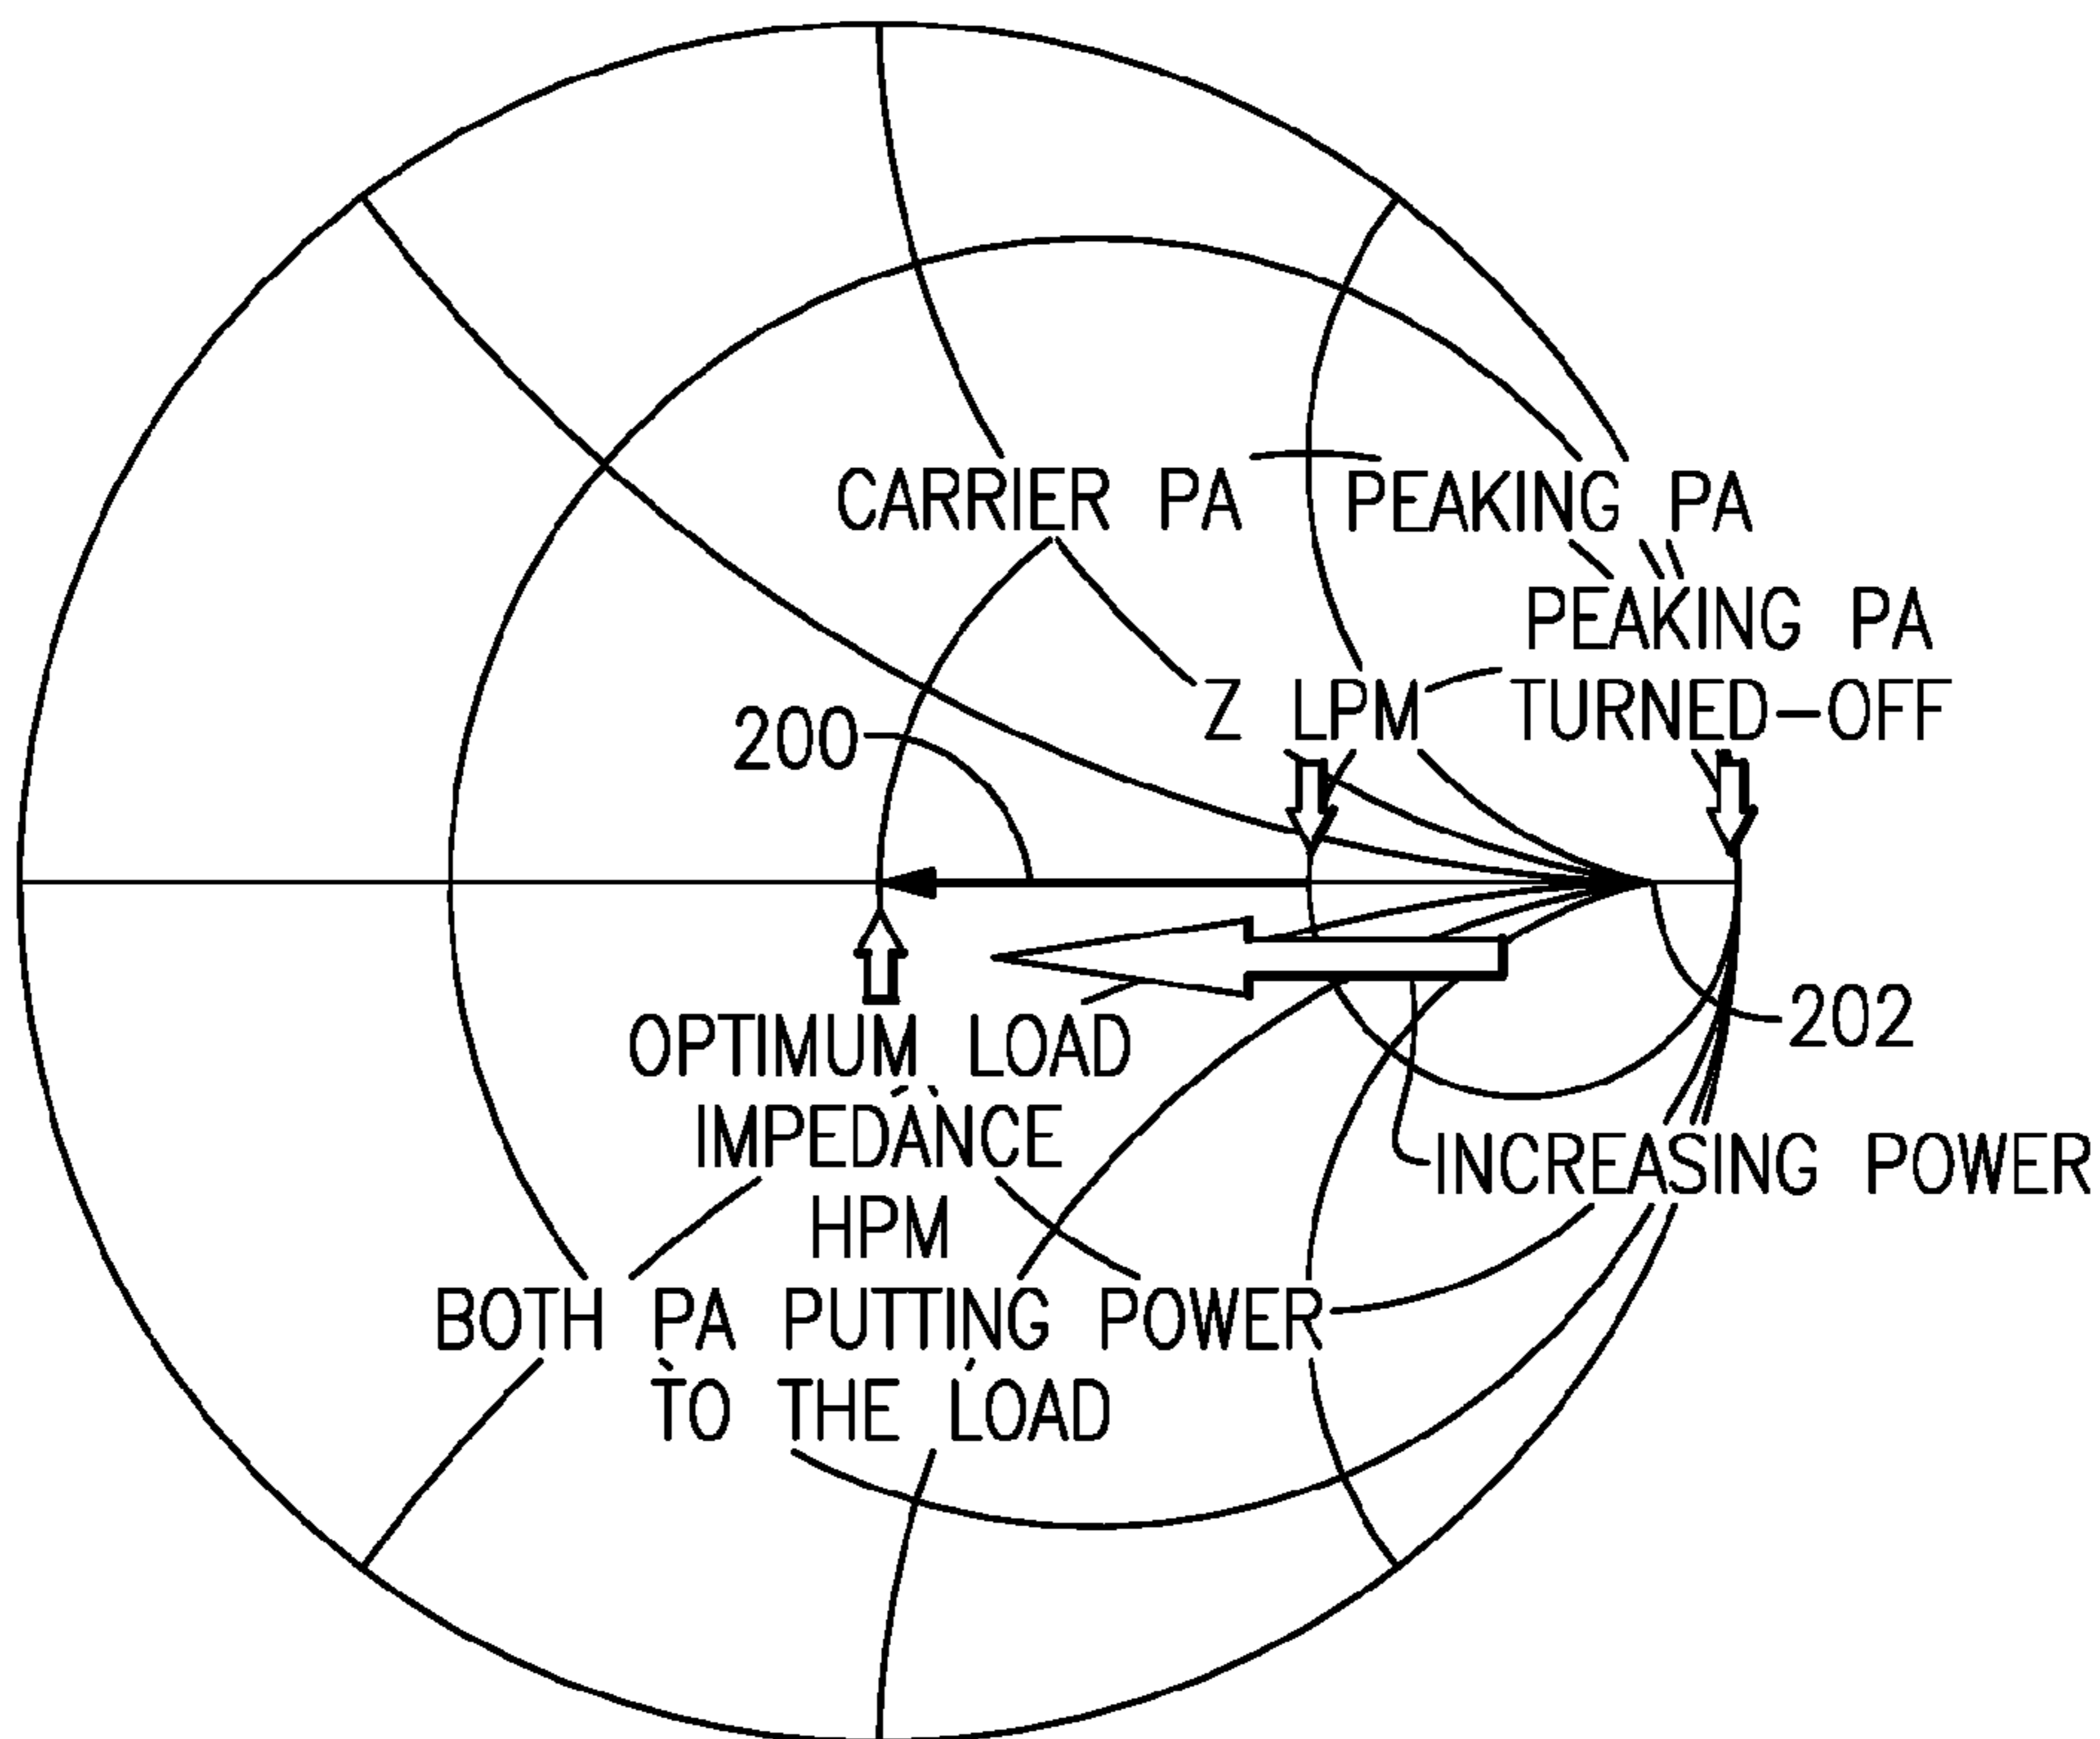 CARRIER PA
PEAKING PA
PEAKING PA
TURNED-OFF
Z LPM
200
202
OPTIMUM LOAD
IMPEDANCE
HPM
BOTH PA PUTTING POWER
TO THE LOAD
INCREASING POWER